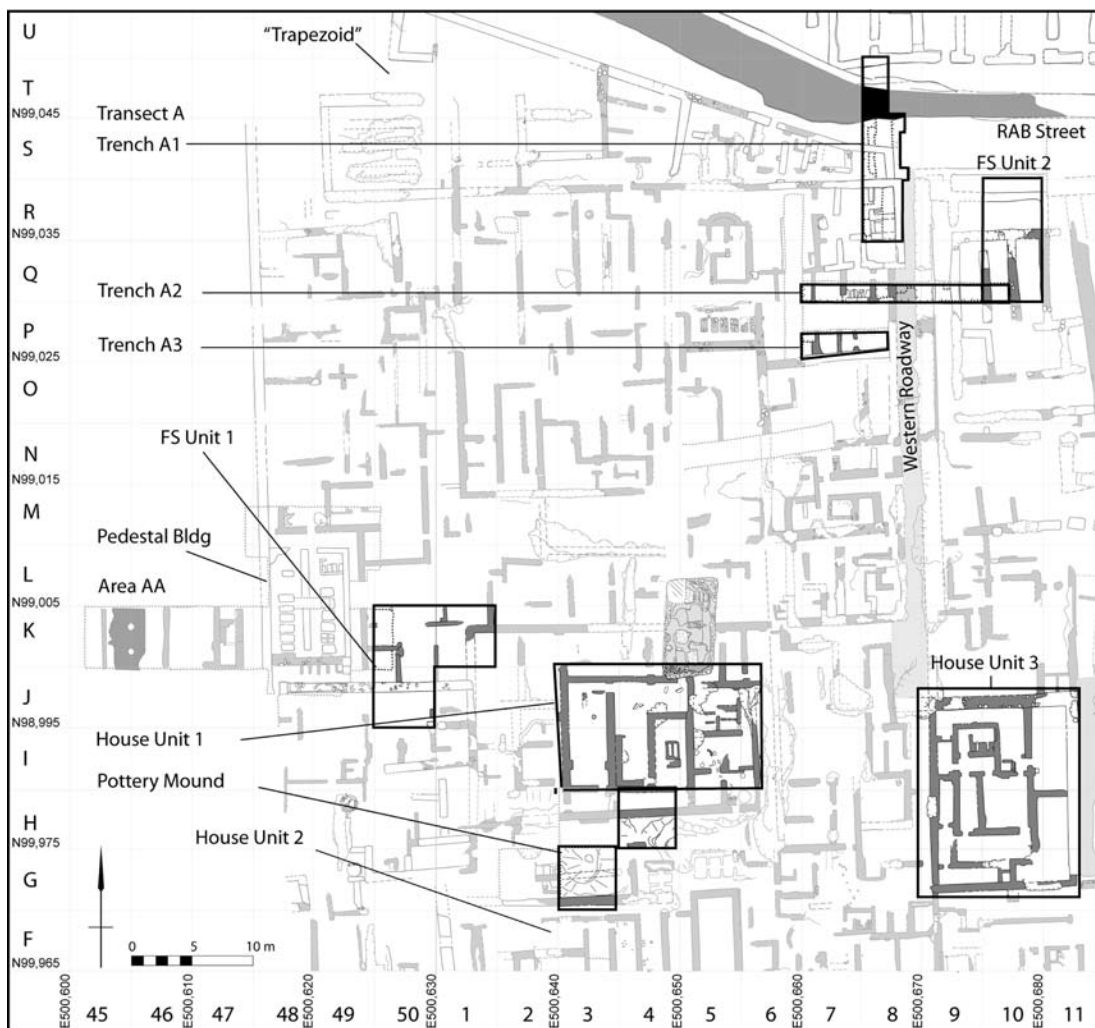 U
"Trapezoid"
T
N99,045
Transect A
Trench A1
S
RAB Street
FS Unit 2
R
N99,035
Q
Trench A2
P
Trench A3
N99,025
O
Western Roadway
FS Unit 1
N
N99,015
M
Pedestal Bldg
L
Area AA
N99,005
K
House Unit 3
J
N98,995
House Unit 1
I
Pottery Mound
H
House Unit 2
N99,975
G
F
0 5 10 m
N99,965
E500,600
E500,610
E500,620
E500,630
E500,640
E500,650
E500,660
E500,670
E500,680
45 46 47 48 49 50 1 2 3 4 5 6 7 8 9 10 11